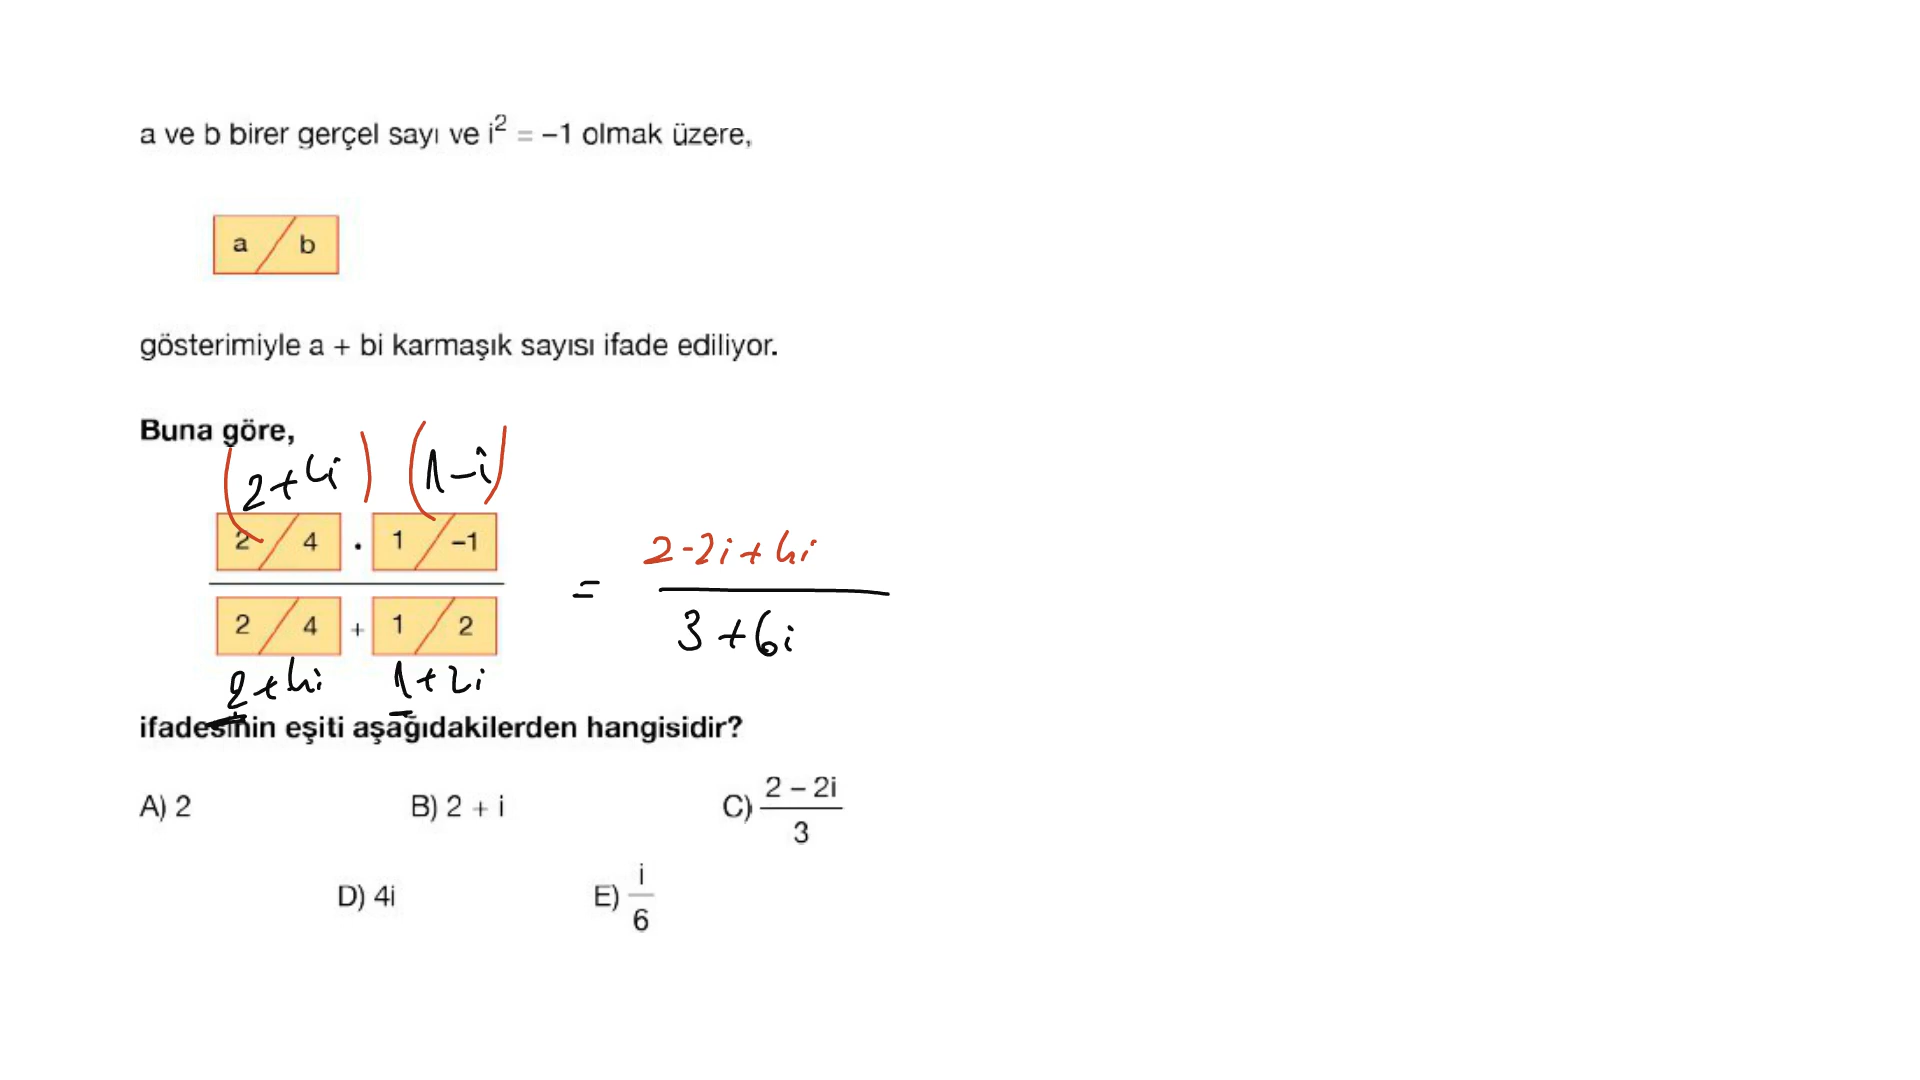 a ve b birer gerçel sayı ve i² = –1 olmak üzere,
a / b
gösterimiyle a + bi karmaşık sayısı ifade ediliyor.
Buna göre,
(2+4i) (1-i)
2 / 4 . 1 / –1
2 / 4 + 1 / 2
2+4i 1+2i
= 2-2i+4i
3+6i
ifadesinin eşiti aşağıdakilerden hangisidir?
A) 2 B) 2 + i C) 2 – 2i / 3
D) 4i E) i / 6